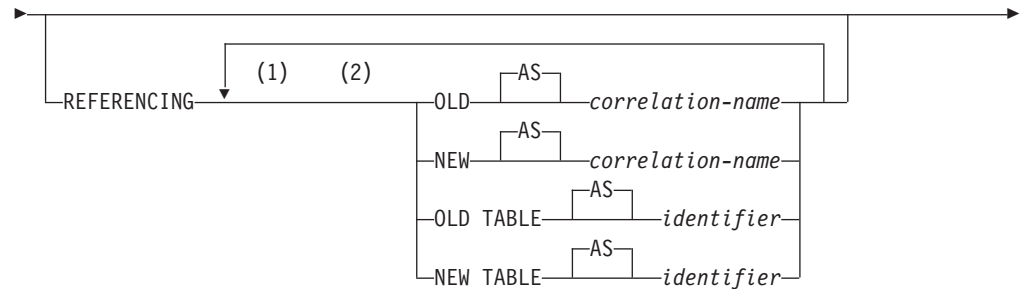 (1) (2) AS
REFERENCING OLD correlation-name
AS
NEW correlation-name
AS
OLD TABLE identifier
AS
NEW TABLE identifier